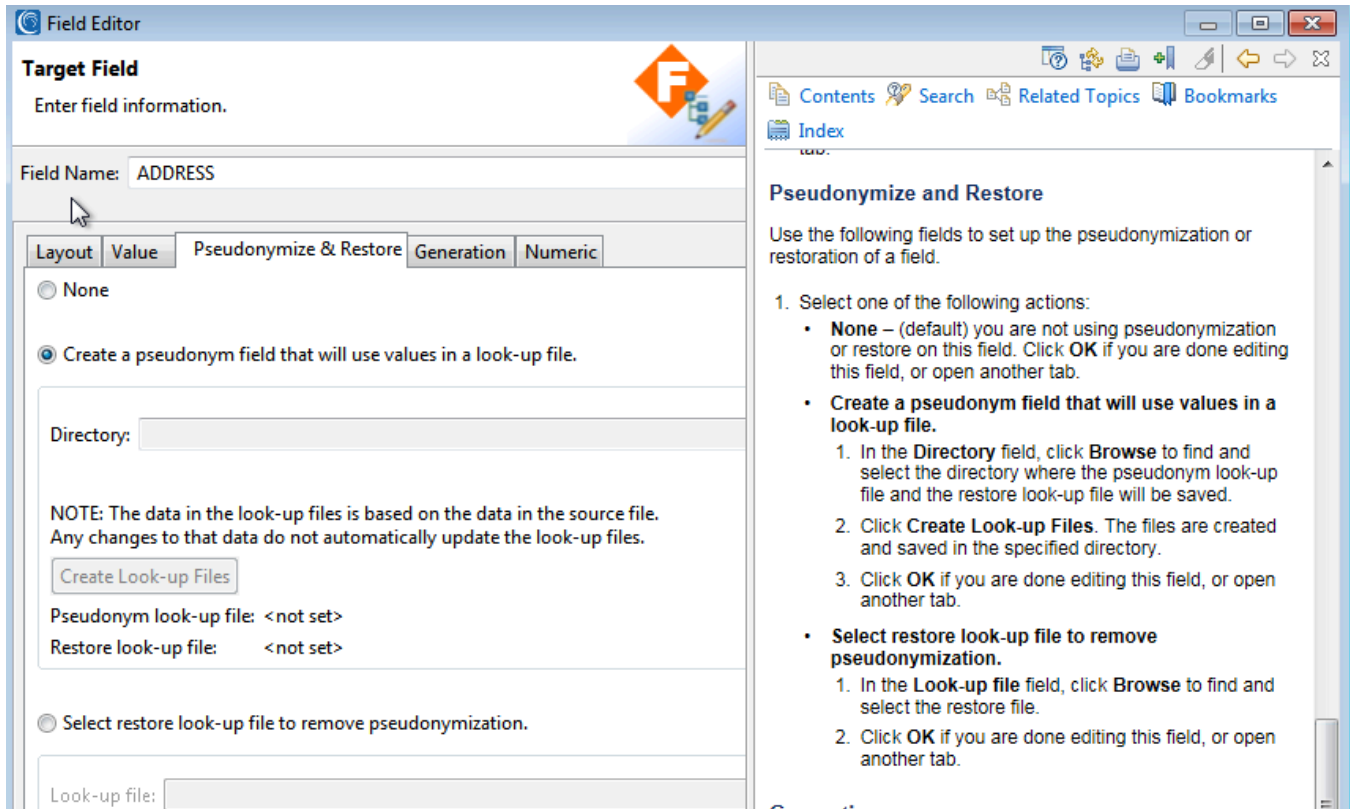 Field Editor
Target Field
Enter field information.
Field Name: ADDRESS
Layout Value Pseudonymize & Restore Generation Numeric
None
Create a pseudonym field that will use values in a look-up file.
Directory:
NOTE: The data in the look-up files is based on the data in the source file.
Any changes to that data do not automatically update the look-up files.
Create Look-up Files
Pseudonym look-up file: <not set>
Restore look-up file: <not set>
Select restore look-up file to remove pseudonymization.
Look-up file:
Contents Search Related Topics Bookmarks
Index
tab.
Pseudonymize and Restore
Use the following fields to set up the pseudonymization or
restoration of a field.
1. Select one of the following actions:
• None – (default) you are not using pseudonymization
or restore on this field. Click OK if you are done editing
this field, or open another tab.
• Create a pseudonym field that will use values in a
look-up file.
1. In the Directory field, click Browse to find and
select the directory where the pseudonym look-up
file and the restore look-up file will be saved.
2. Click Create Look-up Files. The files are created
and saved in the specified directory.
3. Click OK if you are done editing this field, or open
another tab.
• Select restore look-up file to remove
pseudonymization.
1. In the Look-up file field, click Browse to find and
select the restore file.
2. Click OK if you are done editing this field, or open
another tab.